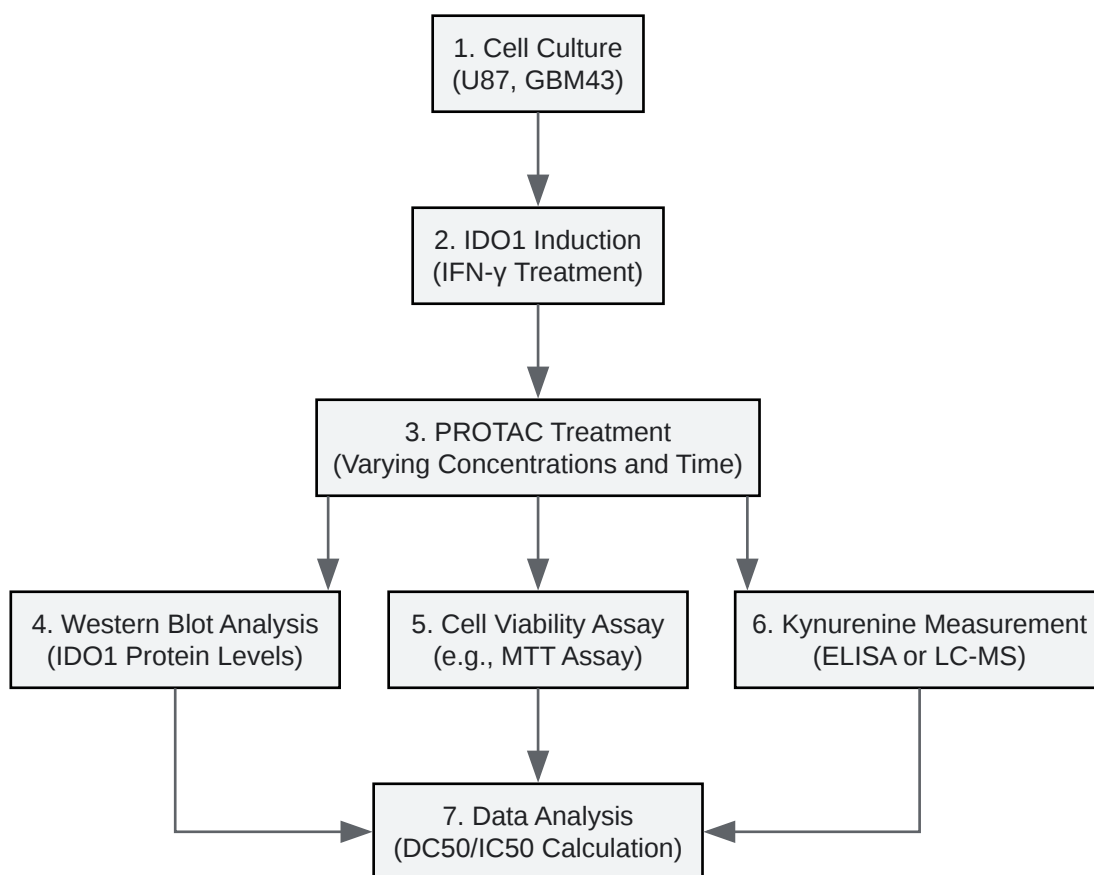 1. Cell Culture
(U87, GBM43)
2. IDO1 Induction
(IFN-γ Treatment)
3. PROTAC Treatment
(Varying Concentrations and Time)
4. Western Blot Analysis
(IDO1 Protein Levels)
5. Cell Viability Assay
(e.g., MTT Assay)
6. Kynurenine Measurement
(ELISA or LC-MS)
7. Data Analysis
(DC50/IC50 Calculation)